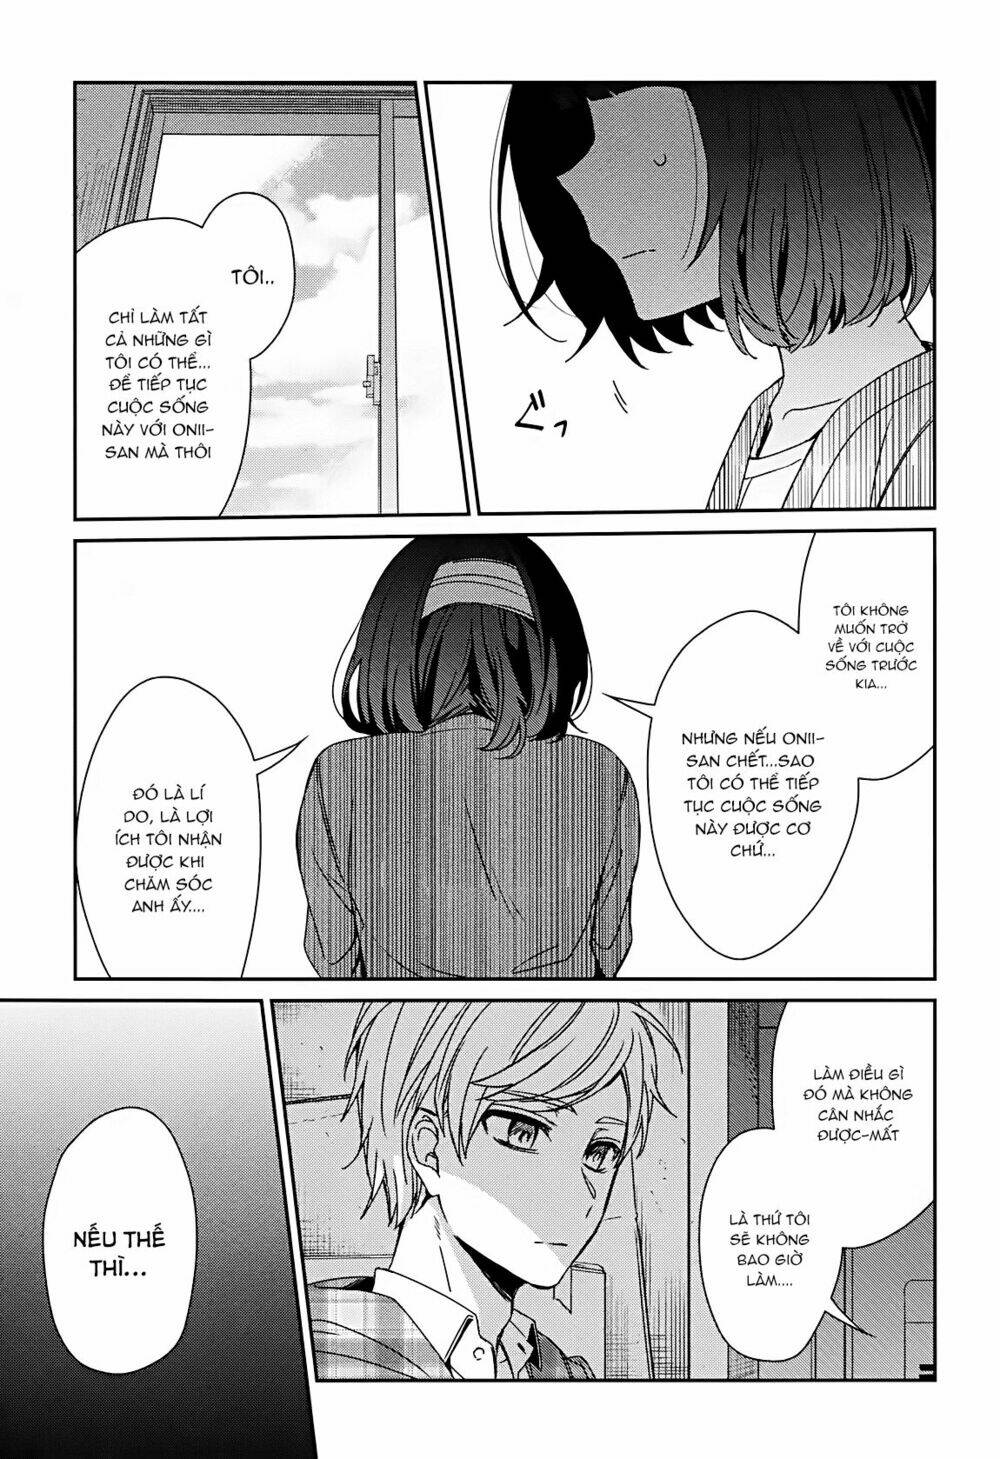 ぐっ
TÔI..
CHỈ LÀM TẤT
CẢ NHỮNG GÌ
TÔI CÓ THỂ...
ĐỂ TIẾP TỤC
CUỘC SỐNG
NÀY VỚI ONII-
SAN MÀ THÔI
TÔI KHÔNG
MUỐN TRỞ
VỀ VỚI CUỘC
SỐNG TRƯỚC
KIA...
NHƯNG NẾU ONII-
SAN CHẾT...SAO
TÔI CÓ THỂ TIẾP
TỤC CUỘC SỐNG
NÀY ĐƯỢC CƠ
CHỨ...
ĐÓ LÀ LÍ
DO, LÀ LỢI
ÍCH TÔI NHẬN
ĐƯỢC KHI
CHĂM SÓC
ANH ẤY....
LÀM ĐIỀU GÌ
ĐÓ MÀ KHÔNG
CÂN NHẮC
ĐƯỢC-MẤT
LÀ THỨ TÔI
SẼ KHÔNG
BAO GIỜ
LÀM....
NẾU THẾ
THÌ...